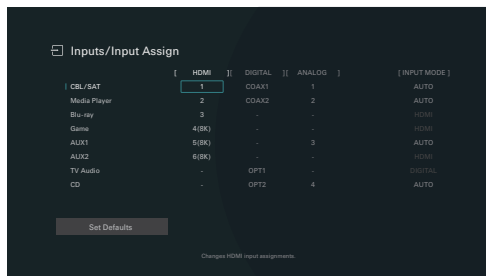 Inputs/Input Assign
[ HDMI ][ DIGITAL ][ ANALOG ] [ INPUT MODE ]
CBL/SAT 1 COAX1 1 AUTO
Media Player 2 COAX2 2 AUTO
Blu-ray 3 - - HDMI
Game 4(8K) - - HDMI
AUX1 5(8K) - 3 AUTO
AUX2 6(8K) - - HDMI
TV Audio - OPT1 - DIGITAL
CD - OPT2 4 AUTO
Set Defaults
Changes HDMI input assignments.